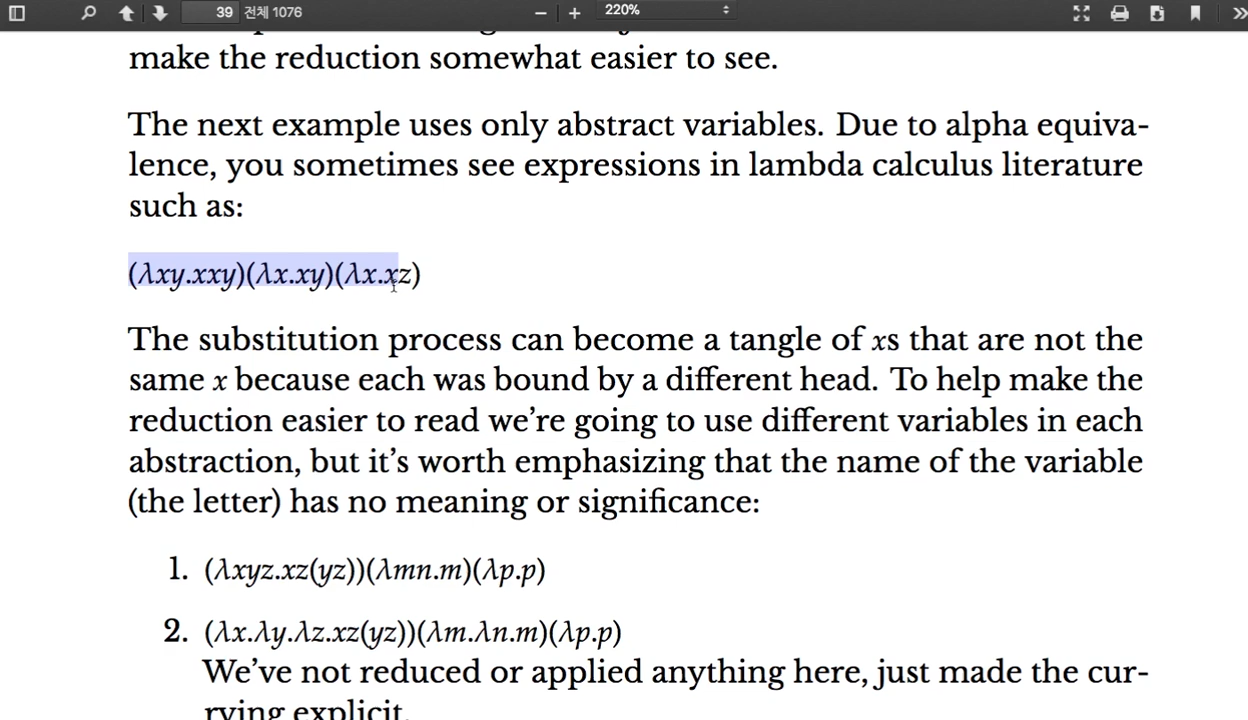 39 전체 1076
220%
make the reduction somewhat easier to see.
The next example uses only abstract variables. Due to alpha equiva-
lence, you sometimes see expressions in lambda calculus literature
such as:
(λxy.xxy)(λx.xy)(λx.xz)
The substitution process can become a tangle of xs that are not the
same x because each was bound by a different head. To help make the
reduction easier to read we’re going to use different variables in each
abstraction, but it’s worth emphasizing that the name of the variable
(the letter) has no meaning or significance:
1. (λxyz.xz(yz))(λmn.m)(λp.p)
2. (λx.λy.λz.xz(yz))(λm.λn.m)(λp.p)
We’ve not reduced or applied anything here, just made the cur-
rying explicit.